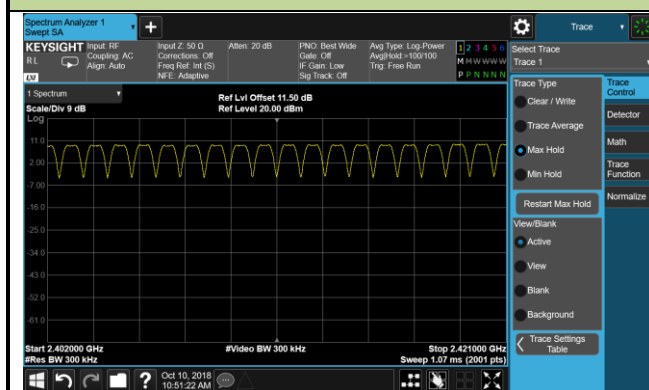 Spectrum Analyzer 1
Swept SA
Trace
KEYSIGHT
RL
LXI
Input: RF
Coupling: AC
Align: Auto
Input Z: 50 Ω
Corrections: Off
Freq Ref: Int (S)
NFE: Adaptive
Atten: 20 dB
PNO: Best Wide
Gate: Off
IF Gain: Low
Sig Track: Off
Avg Type: Log-Power
Avg|Hold:>100/100
Trig: Free Run
1 2 3 4 5 6
M M W W W W
P P N N N N
Select Trace
Trace 1
1 Spectrum
Scale/Div 9 dB
Log
Ref Lvl Offset 11.50 dB
Ref Level 20.00 dBm
11.0
2.00
-7.00
-16.0
-25.0
-34.0
-43.0
-52.0
-61.0
Start 2.402000 GHz
#Res BW 300 kHz
#Video BW 300 kHz
Stop 2.421000 GHz
Sweep 1.07 ms (2001 pts)
Trace Type
Clear / Write
Trace Average
Max Hold
Min Hold
Restart Max Hold
View/Blank
Active
View
Blank
Background
Trace Settings
Table
Trace
Control
Detector
Math
Trace
Function
Normalize
?
Oct 10, 2018
10:51:22 AM